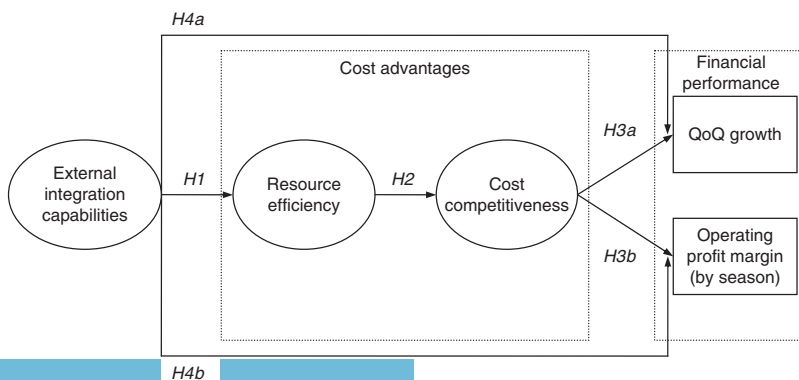 H4a
Cost advantages
Financial
performance
H3a
QoQ growth
External
integration
capabilities
H1
Resource
efficiency
H2
Cost
competitiveness
H3b
Operating
profit margin
(by season)
H4b